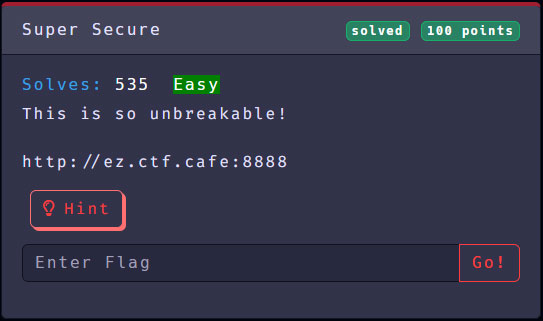 Super Secure solved 100 points
Solves: 535 Easy
This is so unbreakable!
http://ez.ctf.cafe:8888
Hint
Enter Flag Go!